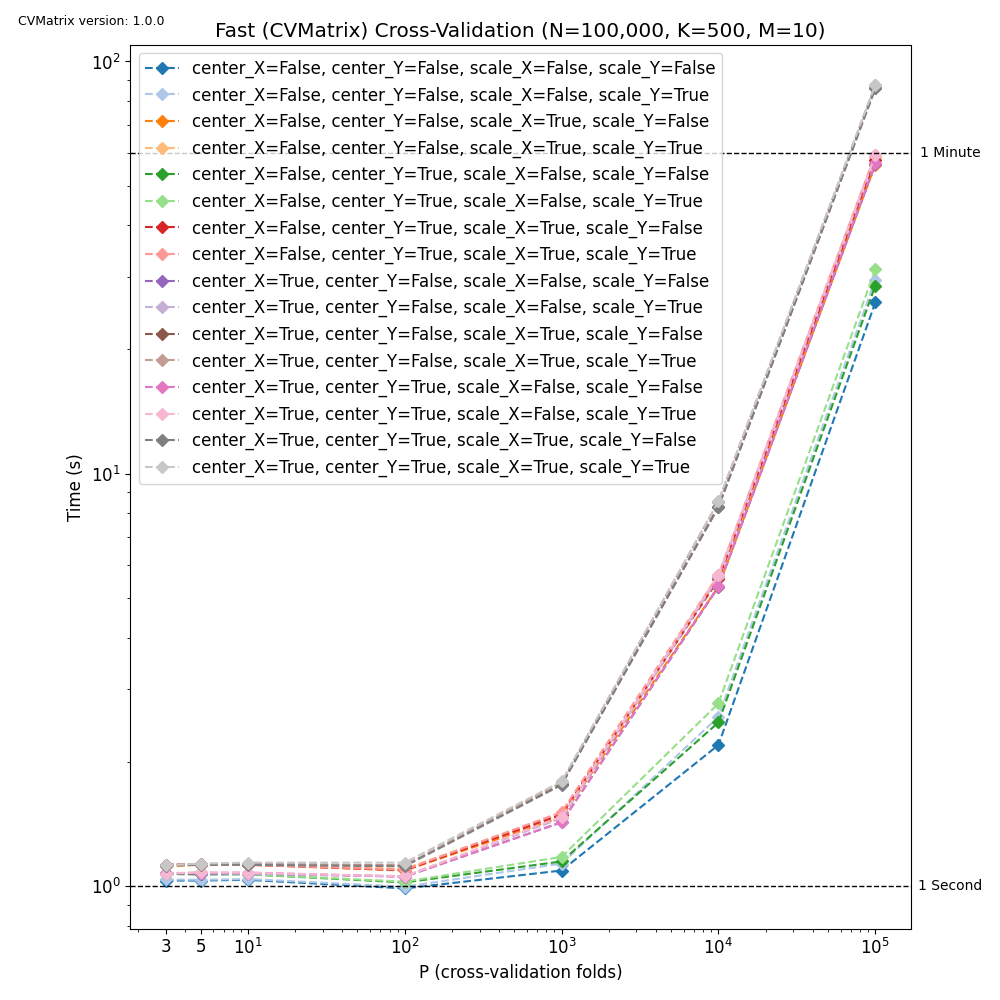 CVMatrix version: 1.0.0
Fast (CVMatrix) Cross-Validation (N=100,000, K=500, M=10)
10²
center_X=False, center_Y=False, scale_X=False, scale_Y=False
center_X=False, center_Y=False, scale_X=False, scale_Y=True
center_X=False, center_Y=False, scale_X=True, scale_Y=False
center_X=False, center_Y=False, scale_X=True, scale_Y=True
1 Minute
center_X=False, center_Y=True, scale_X=False, scale_Y=False
center_X=False, center_Y=True, scale_X=False, scale_Y=True
center_X=False, center_Y=True, scale_X=True, scale_Y=False
center_X=False, center_Y=True, scale_X=True, scale_Y=True
center_X=True, center_Y=False, scale_X=False, scale_Y=False
center_X=True, center_Y=False, scale_X=False, scale_Y=True
center_X=True, center_Y=False, scale_X=True, scale_Y=False
center_X=True, center_Y=False, scale_X=True, scale_Y=True
center_X=True, center_Y=True, scale_X=False, scale_Y=False
center_X=True, center_Y=True, scale_X=False, scale_Y=True
center_X=True, center_Y=True, scale_X=True, scale_Y=False
center_X=True, center_Y=True, scale_X=True, scale_Y=True
10¹
Time (s)
10⁰
1 Second
3 5 10¹ 10² 10³ 10⁴ 10⁵
P (cross-validation folds)